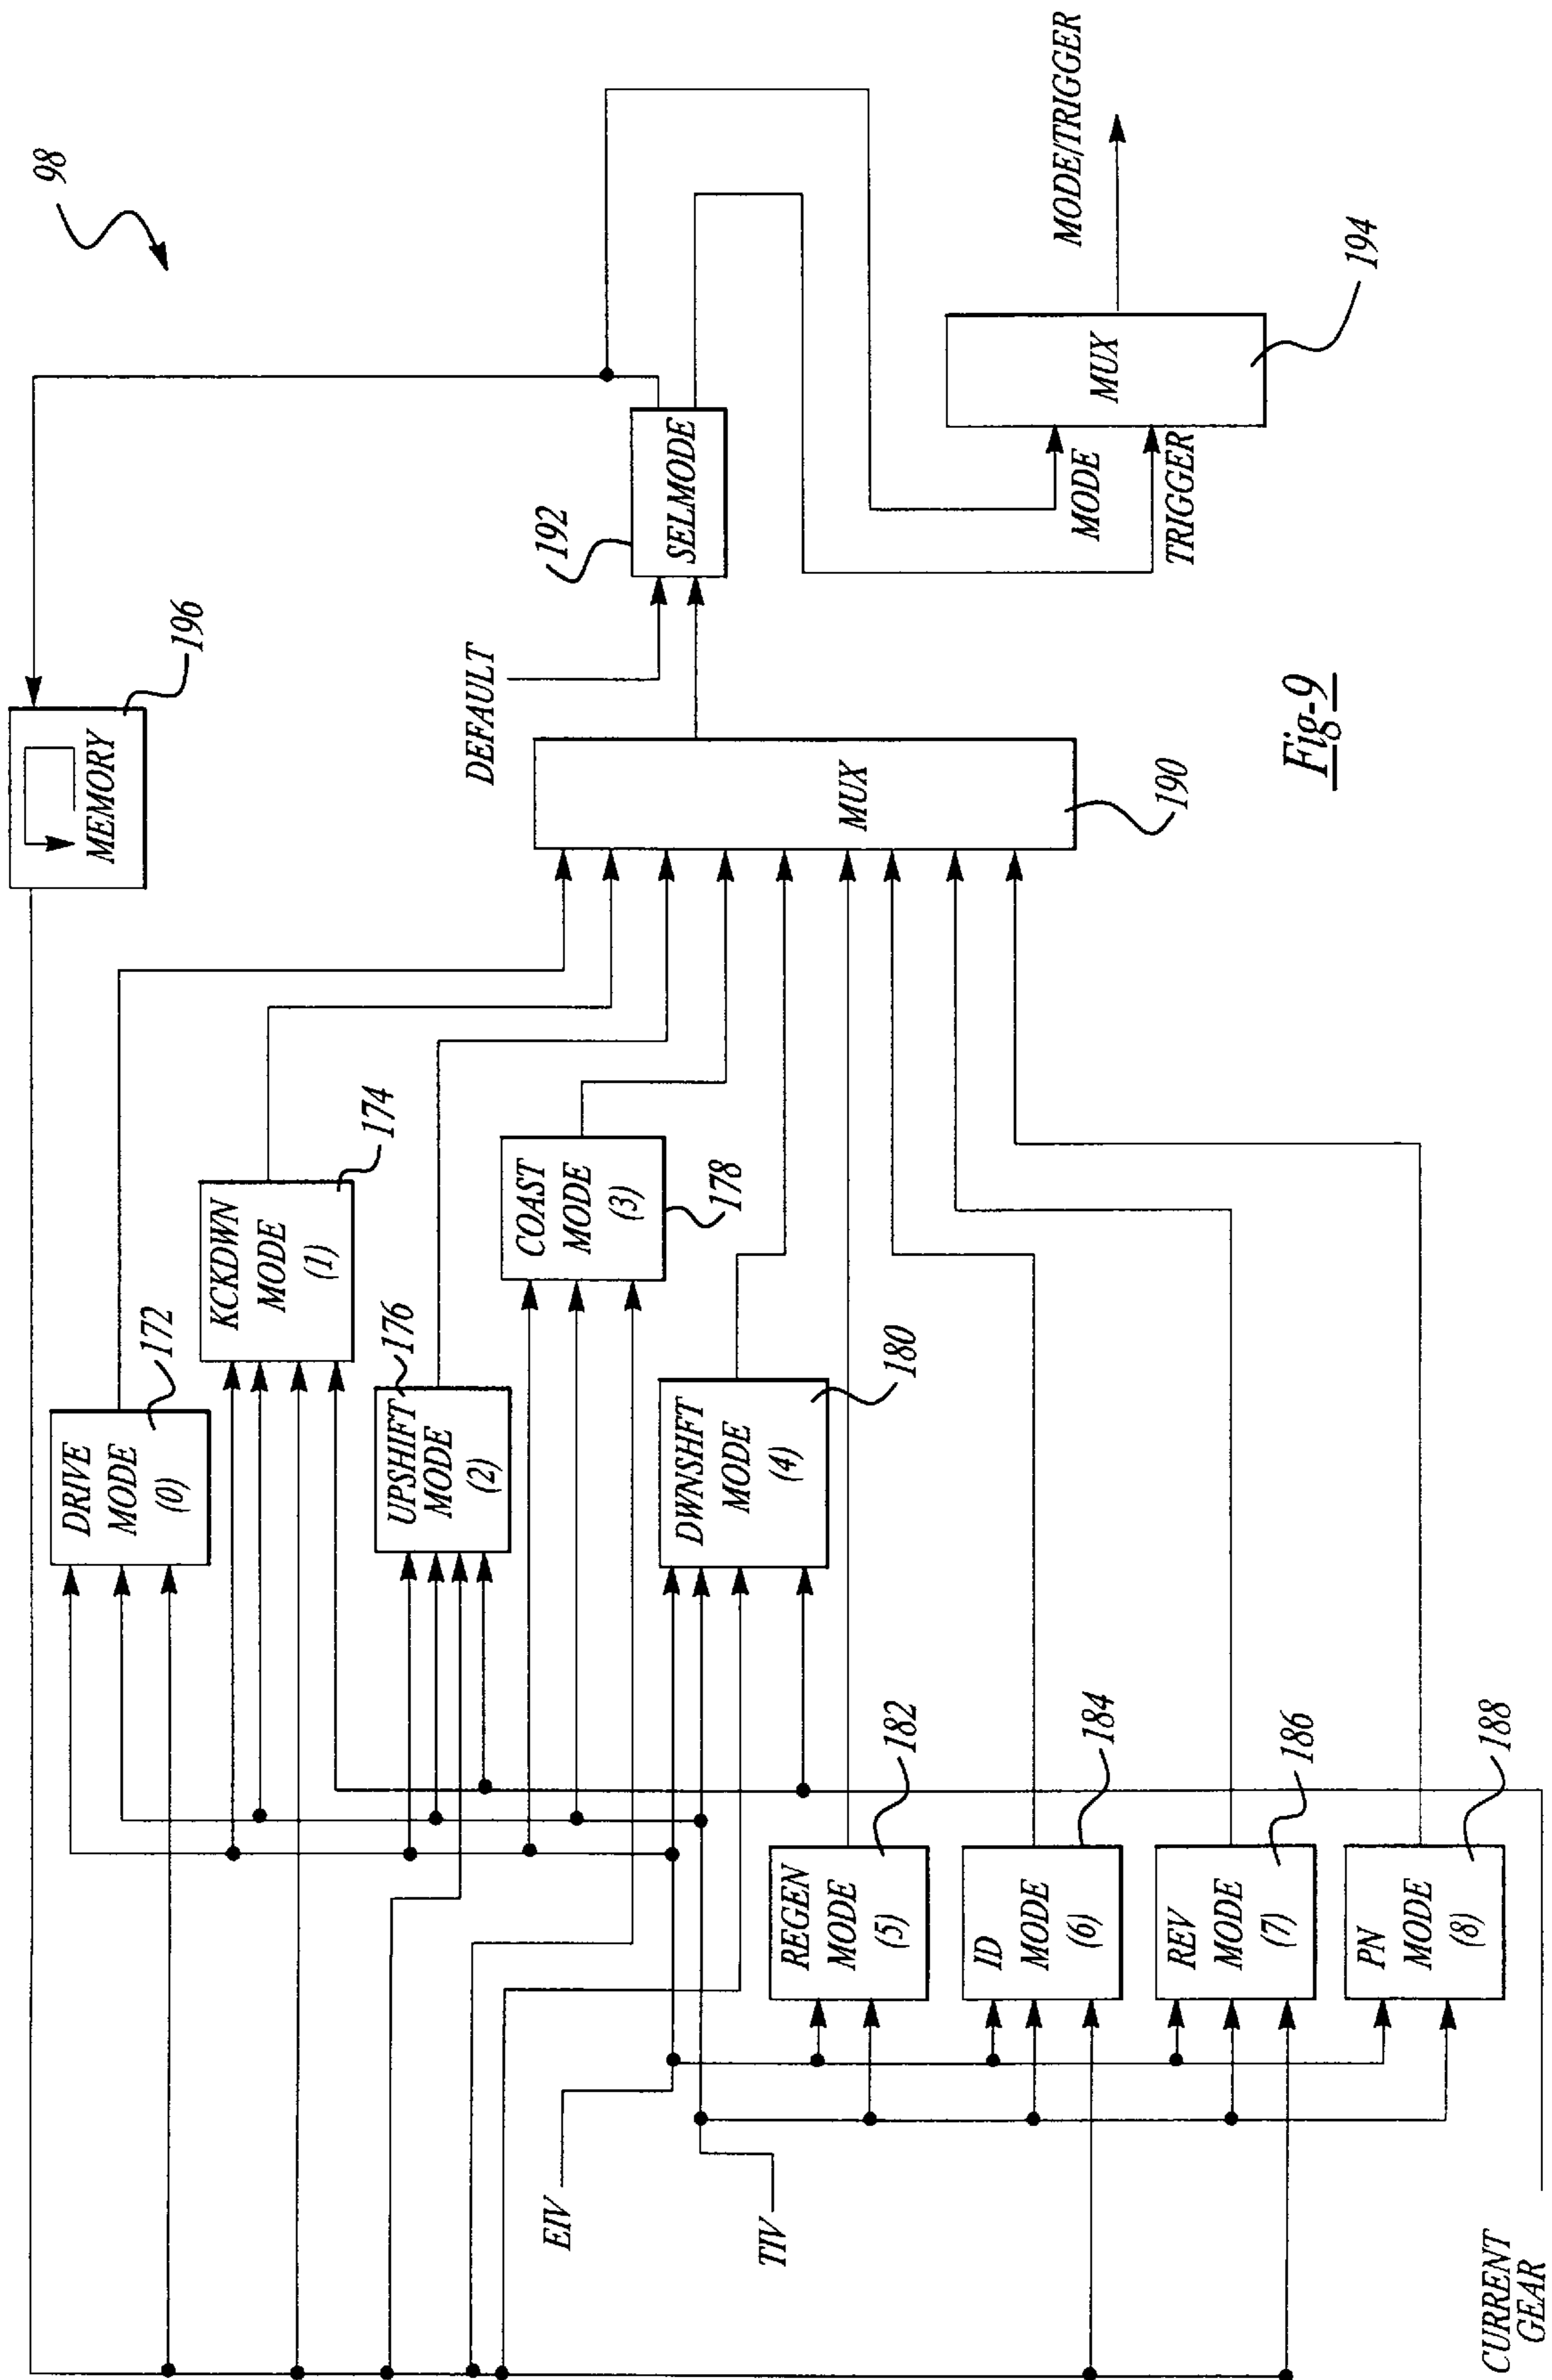 98
MEMORY
196
DRIVE
MODE
(0)
172
KCKDWN
MODE
(1)
174
UPSHIFT
MODE
(2)
176
COAST
MODE
(3)
178
DWNSHFT
MODE
(4)
180
REGEN
MODE
(5)
182
ID
MODE
(6)
184
REV
MODE
(7)
186
PN
MODE
(8)
188
EIV
TIV
CURRENT
GEAR
DEFAULT
MUX
190
SELMODE
192
MODE
TRIGGER
MUX
194
MODE/TRIGGER
Fig-9